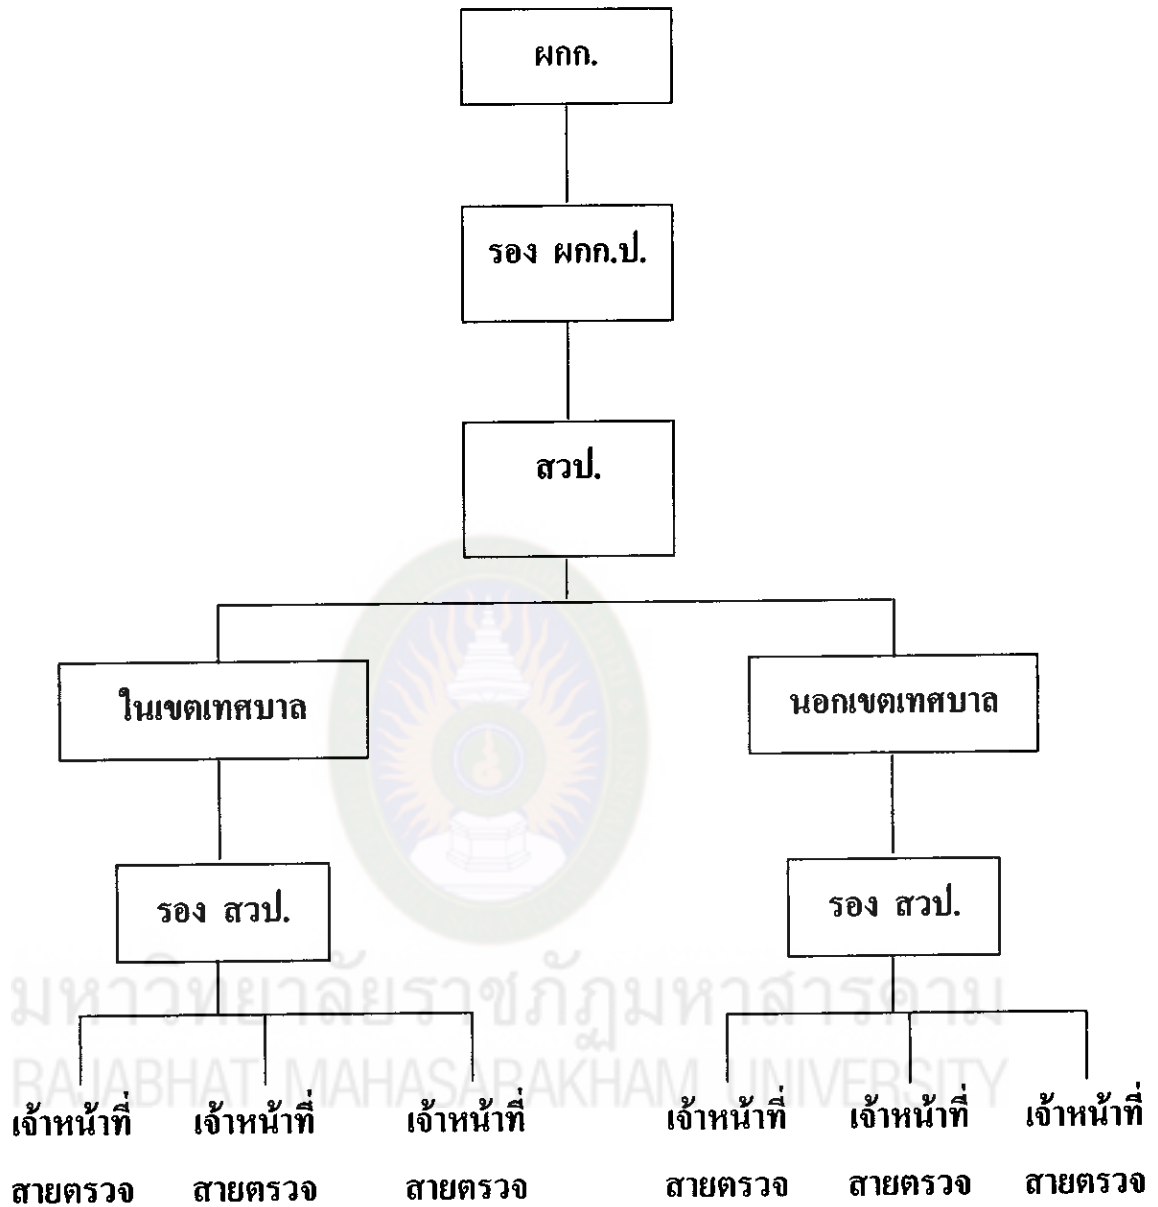 ผกก.
รอง ผกก.ป.
สวป.
ในเขตเทศบาล
นอกเขตเทศบาล
รอง สวป.
รอง สวป.
มหาวิทยาลัยราชภัฏมหาสารคาม
RAJABHAT MAHASARAKHAM UNIVERSITY
เจ้าหน้าที่ เจ้าหน้าที่ เจ้าหน้าที่ เจ้าหน้าที่ เจ้าหน้าที่ เจ้าหน้าที่
สายตรวจ สายตรวจ สายตรวจ สายตรวจ สายตรวจ สายตรวจ